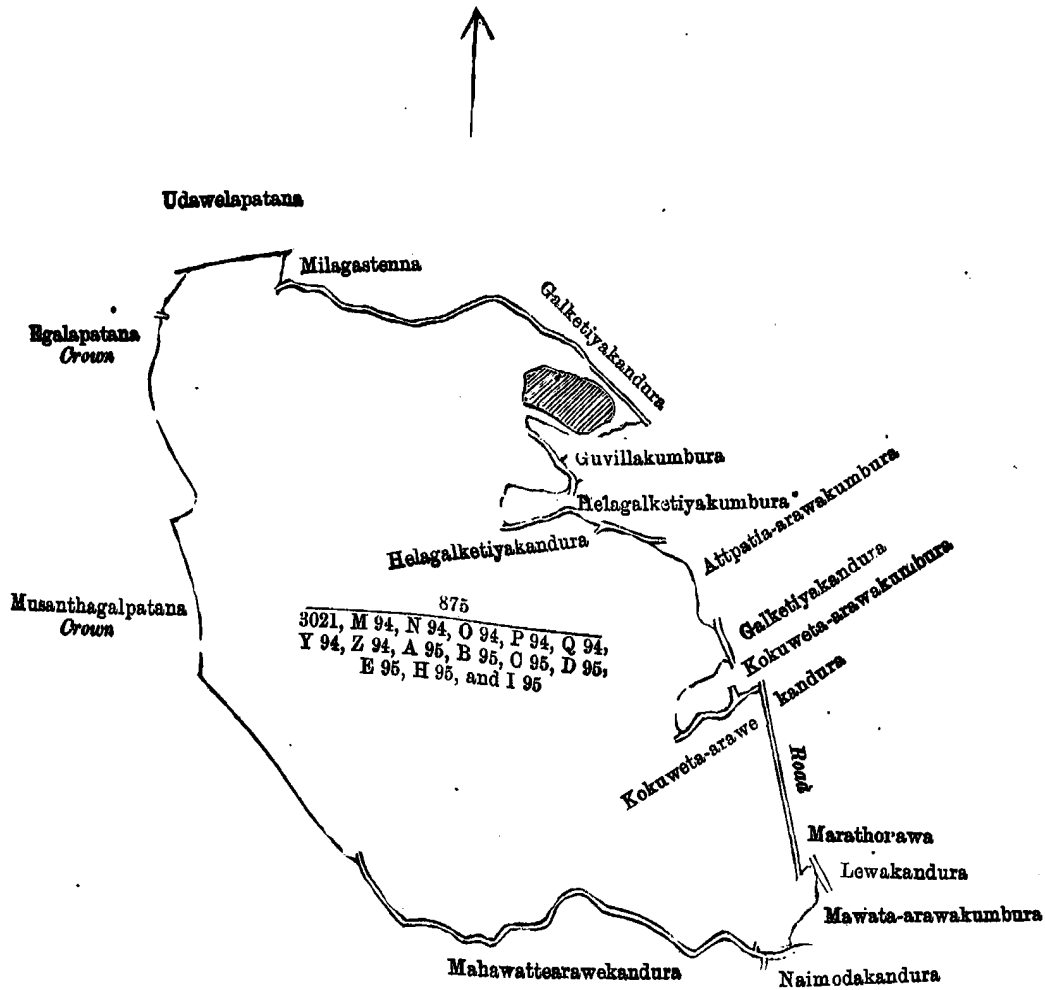 Udawelapatana
Milagastenna
Galketiyakandura
Egalapatana
Crown
Guvillakumbura
Helagalketiyakumbura
Attpatia-arawakumbura
Helagalketiyakandura
Galketiyakandura
Kokuweta-arawakumbura
Musanthagalpatana
Crown
875
3021, M 94, N 94, O 94, P 94, Q 94,
Y 94, Z 94, A 95, B 95, C 95, D 95,
E 95, H 95, and I 95
Kokuweta-arawe kandura
Road
Marathorawa
Lewakandura
Mawata-arawakumbura
Mahawattearawekandura
Naimodakandura